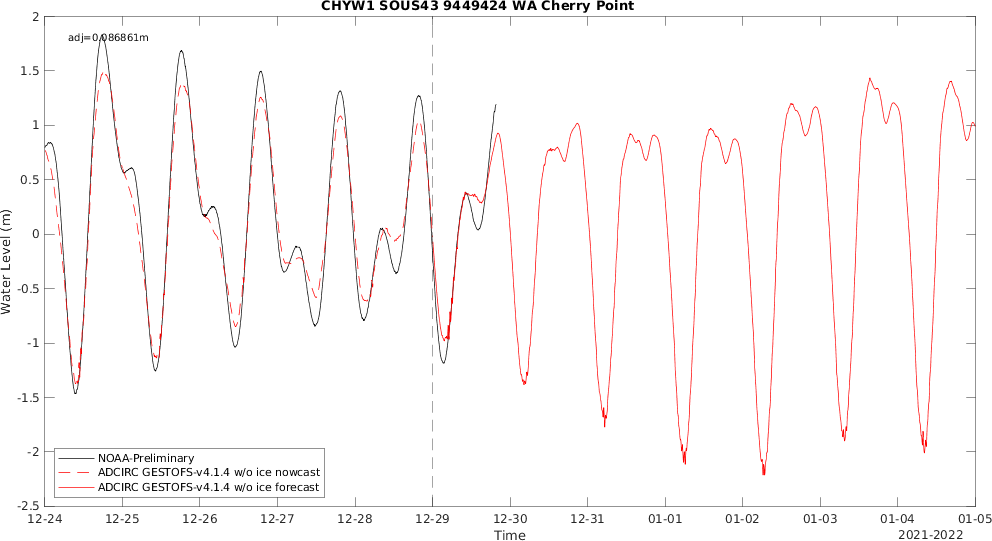 CHYW1 SOUS43 9449424 WA Cherry Point
adj=0.086861m
2
1.5
1
0.5
0
-0.5
-1
-1.5
-2
-2.5
Water Level (m)
NOAA-Preliminary
ADCIRC GESTOFS-v4.1.4 w/o ice nowcast
ADCIRC GESTOFS-v4.1.4 w/o ice forecast
12-24 12-25 12-26 12-27 12-28 12-29 12-30 12-31 01-01 01-02 01-03 01-04 01-05
Time
2021-2022